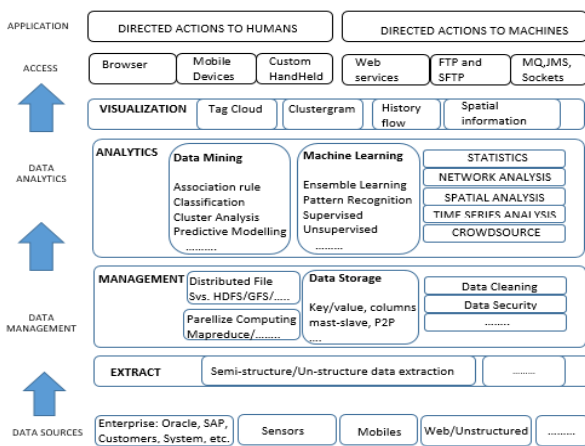 APPLICATION
DIRECTED ACTIONS TO HUMANS
DIRECTED ACTIONS TO MACHINES
ACCESS
Browser
Mobile
Devices
Custom
HandHeld
Web
services
FTP and
SFTP
MQ,JMS,
Sockets
VISUALIZATION
Tag Cloud
Clustergram
History
flow
Spatial
information
DATA
ANALYTICS
ANALYTICS
Data Mining
Association rule
Classification
Cluster Analysis
Predictive Modelling
..........
Machine Learning
Ensemble Learning
Pattern Recognition
Supervised
Unsupervised
.........
STATISTICS
NETWORK ANALYSIS
SPATIAL ANALYSIS
TIME SERIES ANALYSIS
CROWDSOURCE
DATA
MANAGEMENT
MANAGEMENT
Distributed File
Svs. HDFS/GFS/.....
Parellize Computing
Mapreduce/........
Data Storage
Key/value, columns
mast-slave, P2P
....
Data Cleaning
Data Security
........
EXTRACT
Semi-structure/Un-structure data extraction
.........
DATA SOURCES
Enterprise: Oracle, SAP,
Customers, System, etc.
Sensors
Mobiles
Web/Unstructured
..........